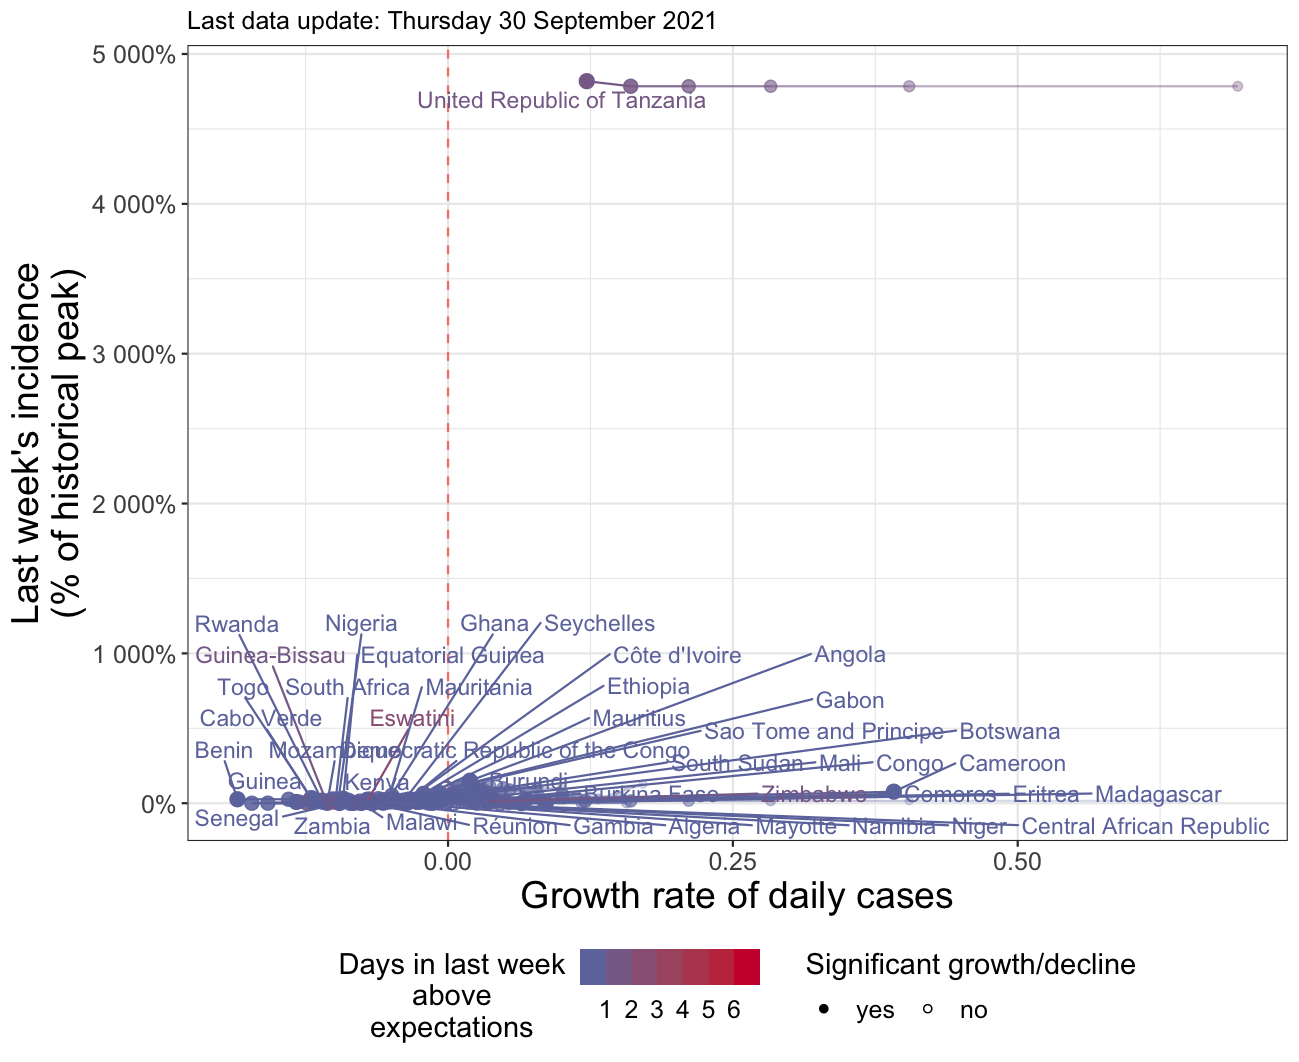 Last data update: Thursday 30 September 2021
5 000%
United Republic of Tanzania
4 000%
3 000%
Last week's incidence
(% of historical peak)
2 000%
Rwanda Nigeria Ghana Seychelles
1 000% Guinea-Bissau Equatorial Guinea Côte d'Ivoire Angola
Togo South Africa Mauritania Ethiopia Gabon
Cabo Verde Eswatini Mauritius
Sao Tome and Principe Botswana
Benin Mozambique Democratic Republic of the Congo
South Sudan Mali Congo Cameroon
Guinea Kenya Burundi
0% Burkina Faso Zimbabwe Comoros Eritrea Madagascar
Senegal Zambia Malawi Réunion Gambia Algeria Mayotte Namibia Niger Central African Republic
0.00 0.25 0.50
Growth rate of daily cases
Days in last week
above
expectations
1 2 3 4 5 6
Significant growth/decline
yes no